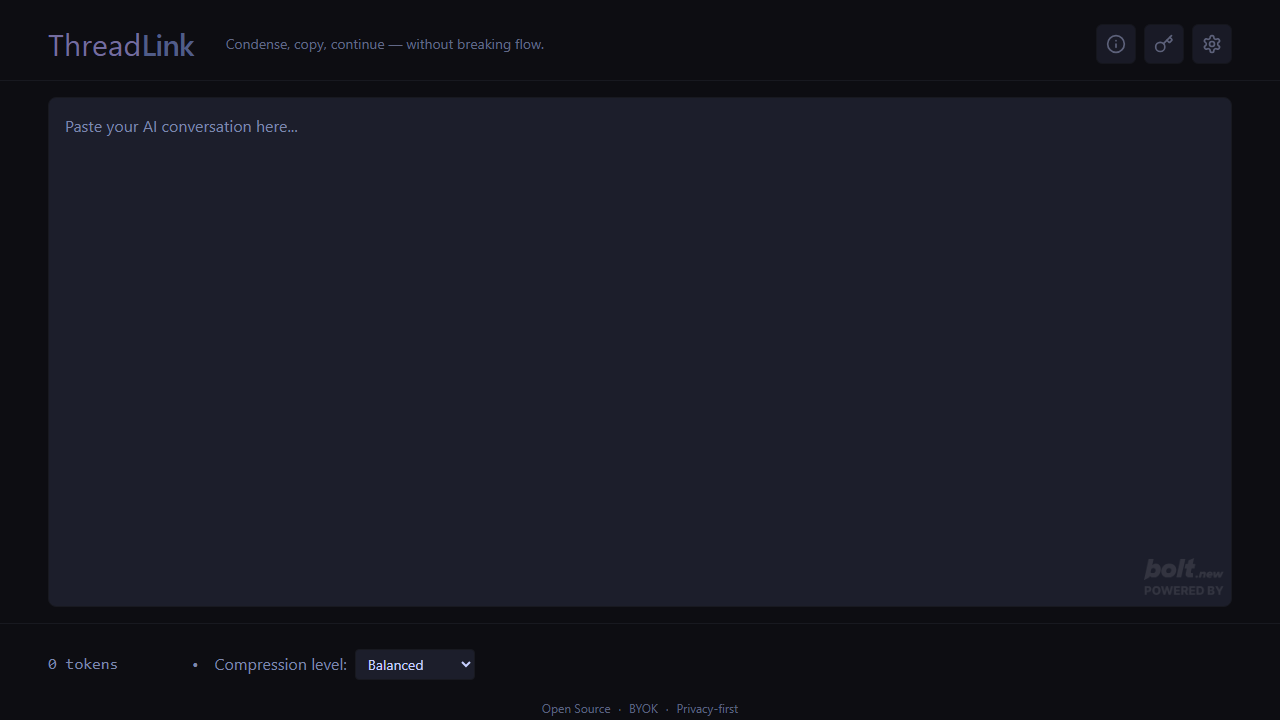 ThreadLink
Condense, copy, continue — without breaking flow.
Paste your AI conversation here...
bolt.new
POWERED BY
0 tokens • Compression level: Balanced
Open Source · BYOK · Privacy-first